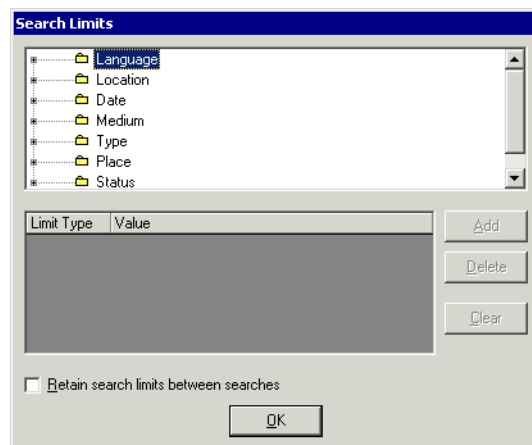 Search Limits
Language
Location
Date
Medium
Type
Place
Status
Limit Type Value
Add
Delete
Clear
Retain search limits between searches
OK